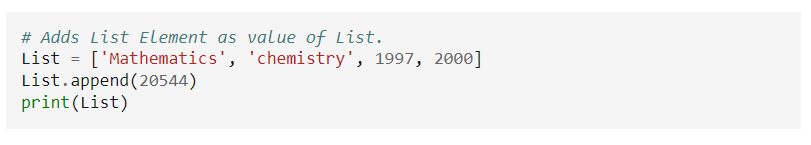 # Adds List Element as value of List.
List = ['Mathematics', 'chemistry', 1997, 2000]
List.append(20544)
print(List)